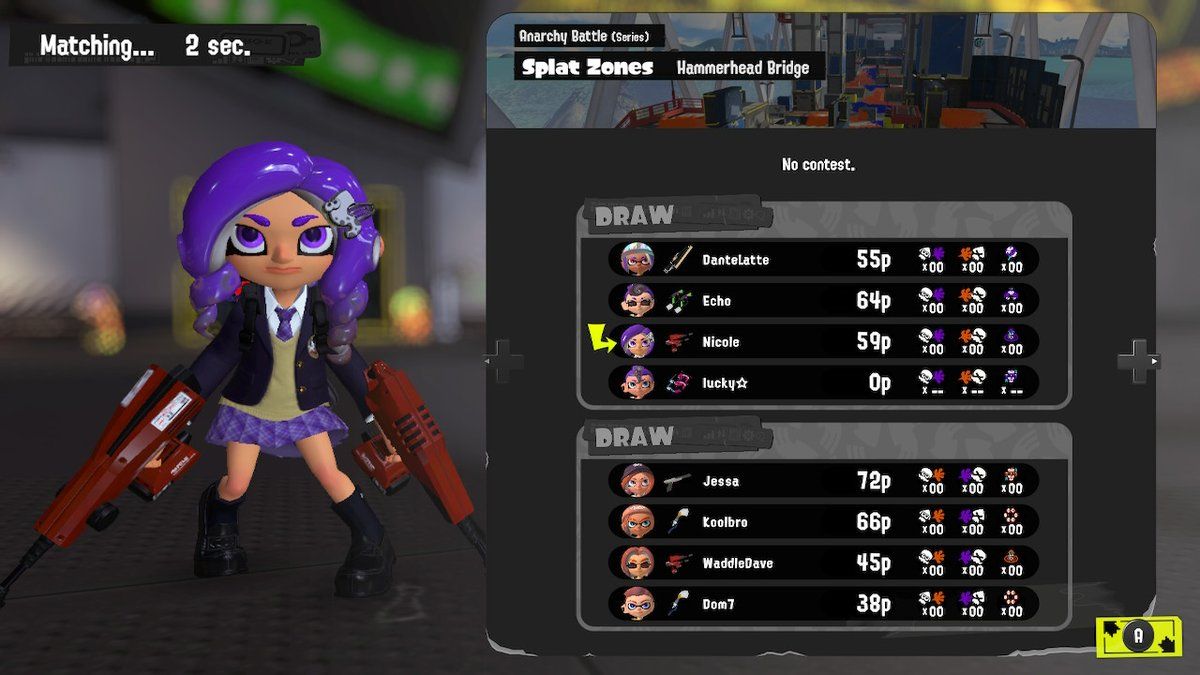 Matching... 2 sec.
Anarchy Battle (Series)
Splat Zones Hammerhead Bridge
No contest.
DRAW
DanteLatte 55p x00 x00 x00
Echo 64p x00 x00 x00
Nicole 59p x00 x00 x00
lucky☆ 0p x-- x-- x--
DRAW
Jessa 72p x00 x00 x00
Koolbro 66p x00 x00 x00
WaddleDave 45p x00 x00 x00
Dom7 38p x00 x00 x00
A